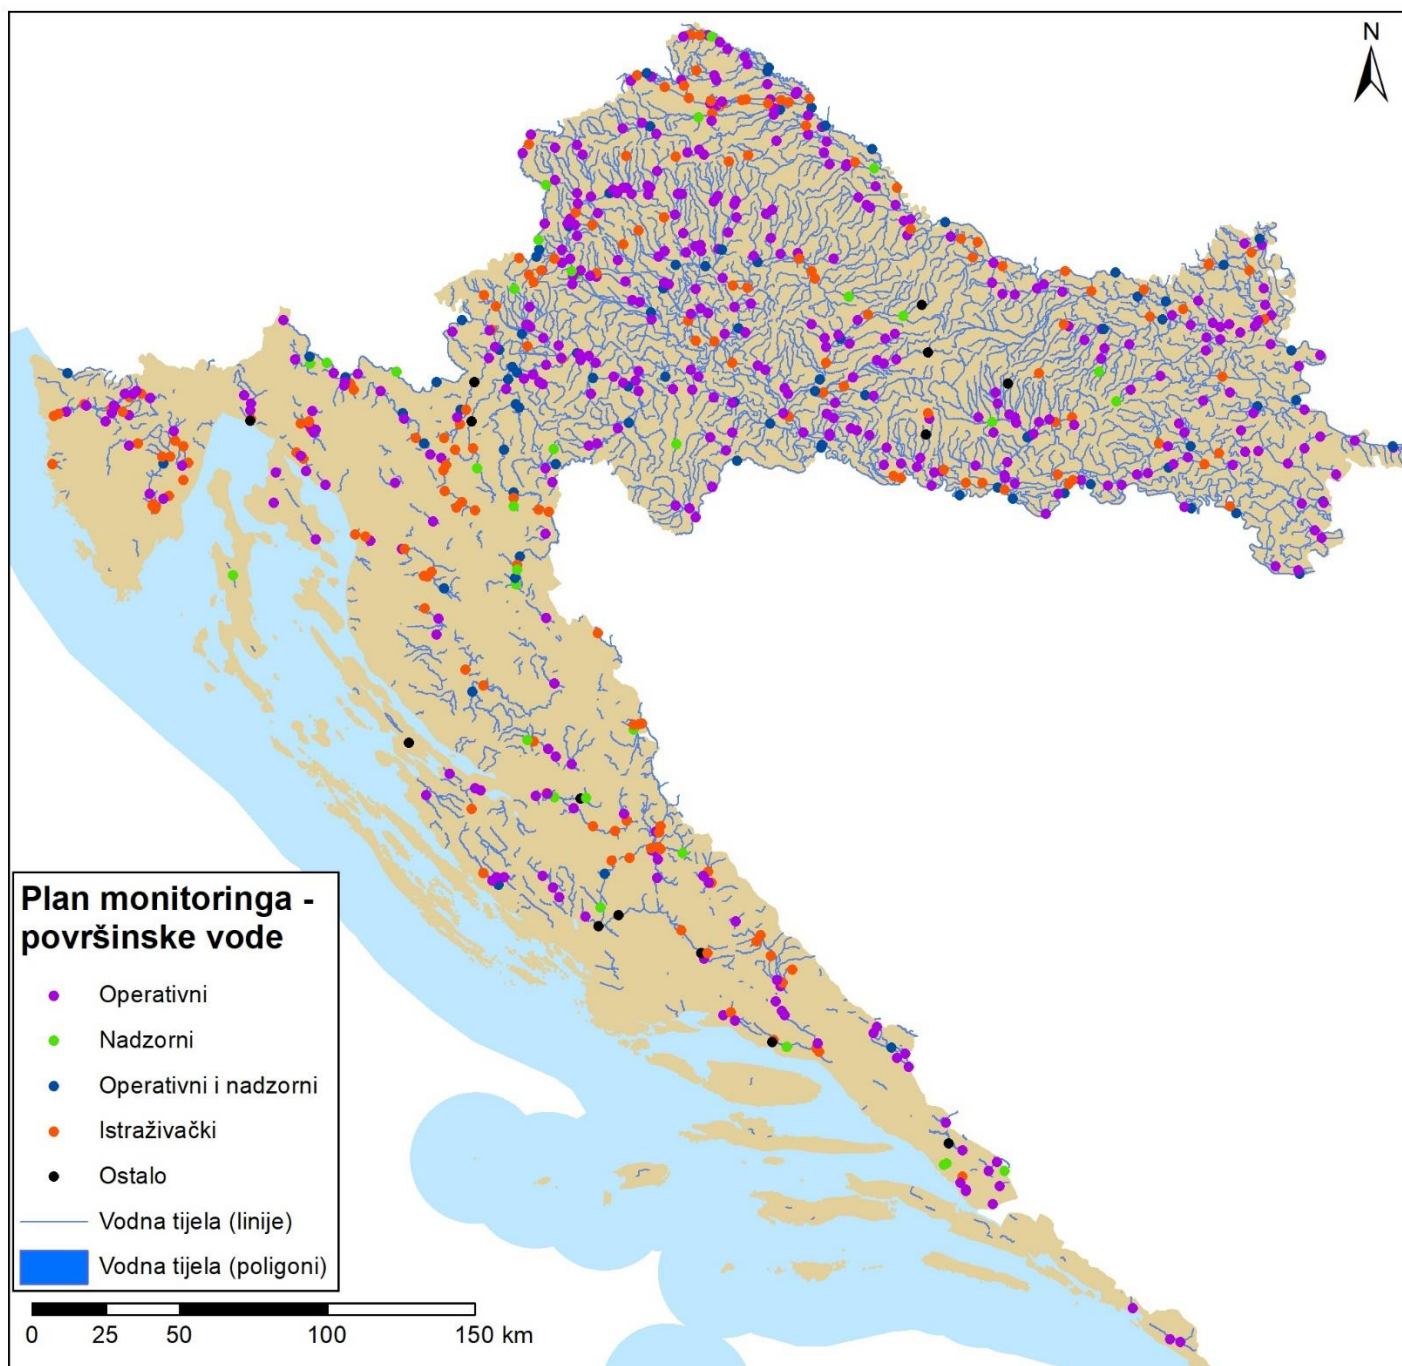 N
Plan monitoringa -
površinske vode
Operativni
Nadzorni
Operativni i nadzorni
Istraživački
Ostalo
Vodna tijela (linije)
Vodna tijela (poligoni)
0 25 50 100 150 km